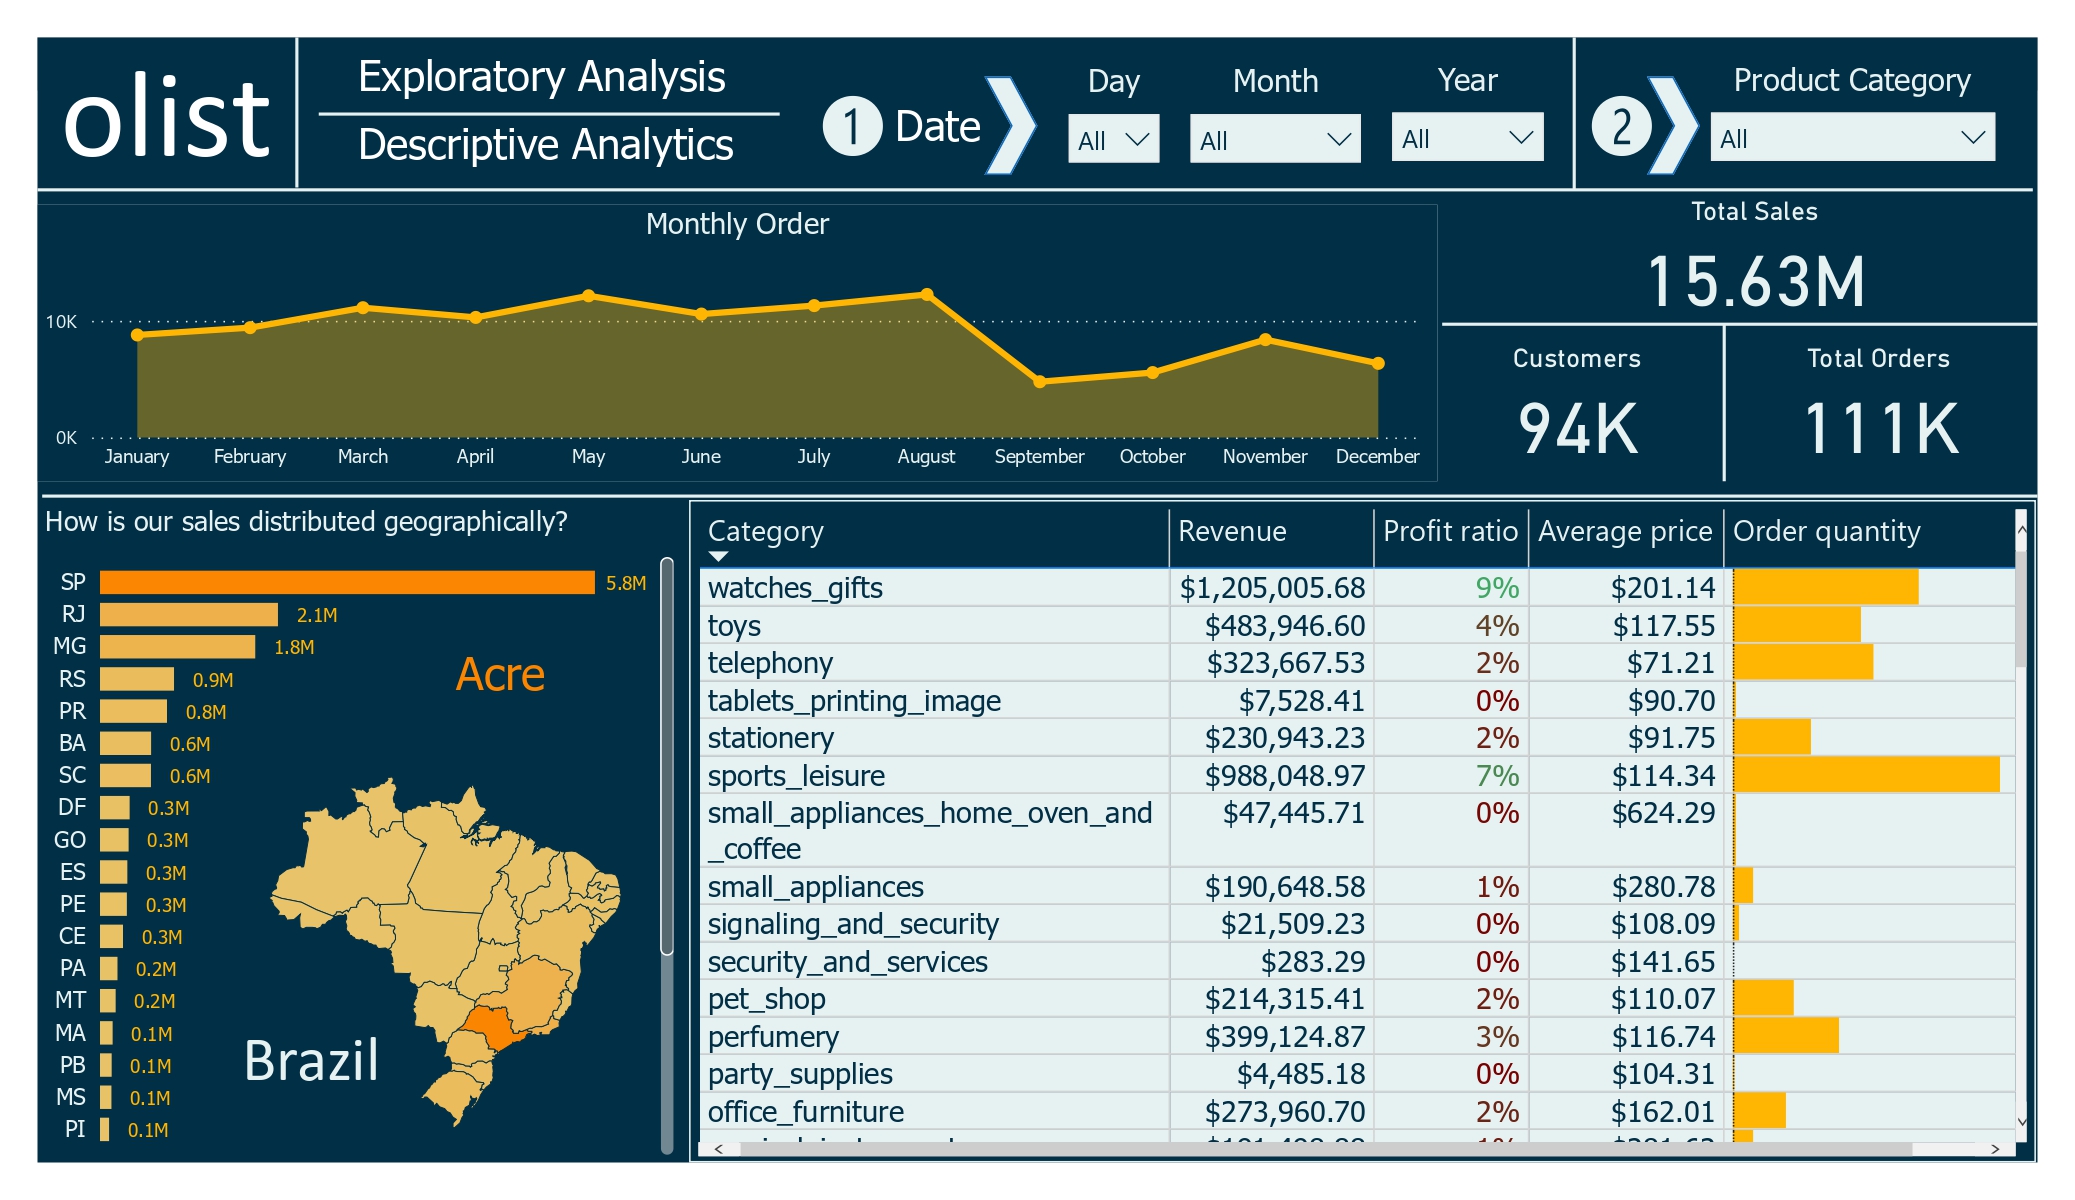 olist
Exploratory Analysis
Descriptive Analytics
1 Date
Day
All
Month
All
Year
All
2
Product Category
All
Monthly Order
10K
0K
January February March April May June July August September October November December
Total Sales
15.63M
Customers
94K
Total Orders
111K
How is our sales distributed geographically?
SP 5.8M
RJ 2.1M
MG 1.8M
RS 0.9M
PR 0.8M
BA 0.6M
SC 0.6M
DF 0.3M
GO 0.3M
ES 0.3M
PE 0.3M
CE 0.3M
PA 0.2M
MT 0.2M
MA 0.1M
PB 0.1M
MS 0.1M
PI 0.1M
Acre
Brazil
Category Revenue Profit ratio Average price Order quantity
watches_gifts $1,205,005.68 9% $201.14
toys $483,946.60 4% $117.55
telephony $323,667.53 2% $71.21
tablets_printing_image $7,528.41 0% $90.70
stationery $230,943.23 2% $91.75
sports_leisure $988,048.97 7% $114.34
small_appliances_home_oven_and $47,445.71 0% $624.29
_coffee
small_appliances $190,648.58 1% $280.78
signaling_and_security $21,509.23 0% $108.09
security_and_services $283.29 0% $141.65
pet_shop $214,315.41 2% $110.07
perfumery $399,124.87 3% $116.74
party_supplies $4,485.18 0% $104.31
office_furniture $273,960.70 2% $162.01